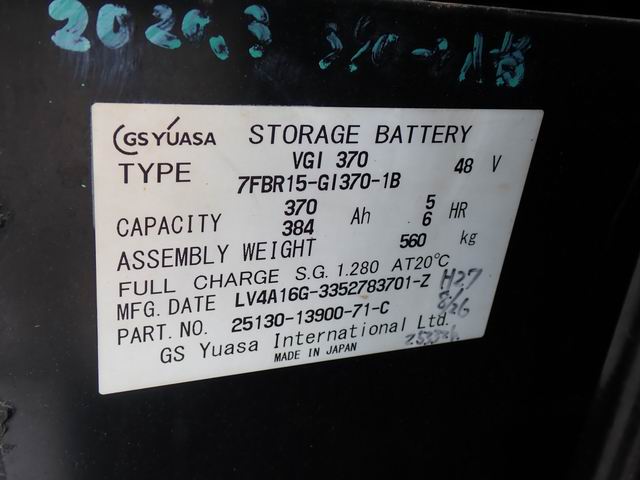 2020.3
GS YUASA STORAGE BATTERY
TYPE VGI 370 48 V
7FBR15-GI370-1B
CAPACITY 370 Ah 5 HR
384 6
ASSEMBLY WEIGHT 560 kg
FULL CHARGE S.G. 1.280 AT20℃
MFG. DATE LV4A16G-3352783701-Z H27
8/26
PART. NO. 25130-13900-71-C
GS Yuasa International Ltd.
MADE IN JAPAN